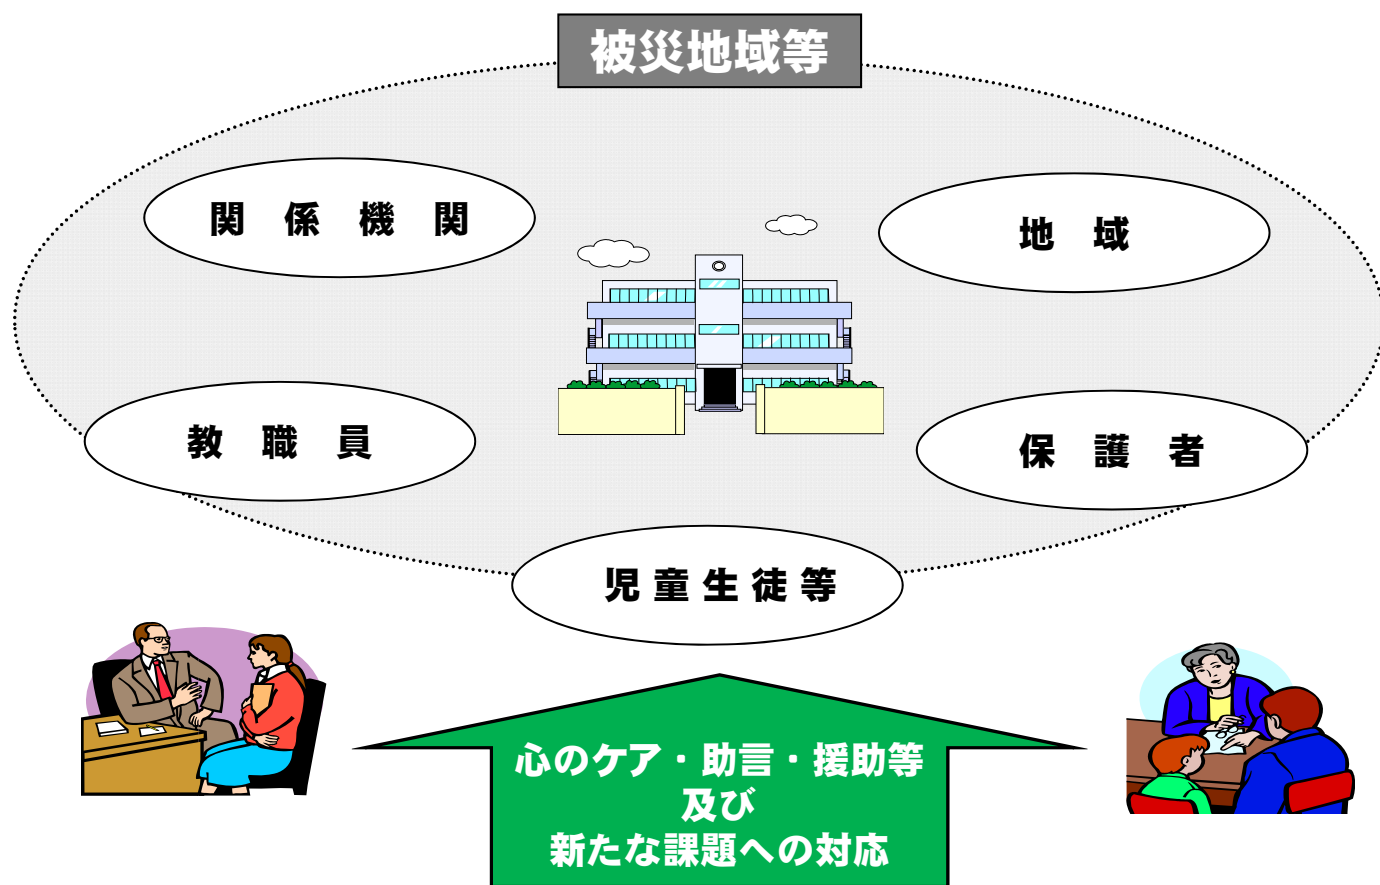 被災地域等
関　係　機　関
地　域
教　職　員
保　護　者
児 童 生 徒 等
心のケア・助言・援助等
及び
新たな課題への対応